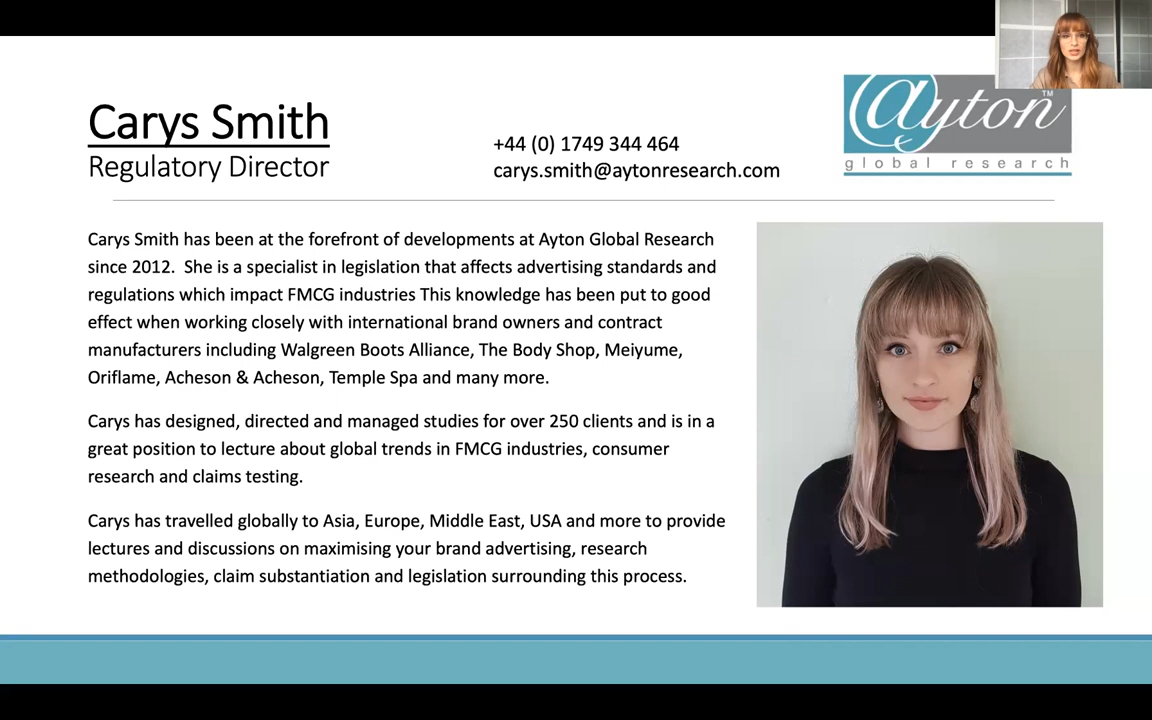 Carys Smith
Regulatory Director
+44 (0) 1749 344 464
carys.smith@aytonresearch.com
ayton™
global research
Carys Smith has been at the forefront of developments at Ayton Global Research
since 2012.  She is a specialist in legislation that affects advertising standards and
regulations which impact FMCG industries This knowledge has been put to good
effect when working closely with international brand owners and contract
manufacturers including Walgreen Boots Alliance, The Body Shop, Meiyume,
Oriflame, Acheson & Acheson, Temple Spa and many more.
Carys has designed, directed and managed studies for over 250 clients and is in a
great position to lecture about global trends in FMCG industries, consumer
research and claims testing.
Carys has travelled globally to Asia, Europe, Middle East, USA and more to provide
lectures and discussions on maximising your brand advertising, research
methodologies, claim substantiation and legislation surrounding this process.